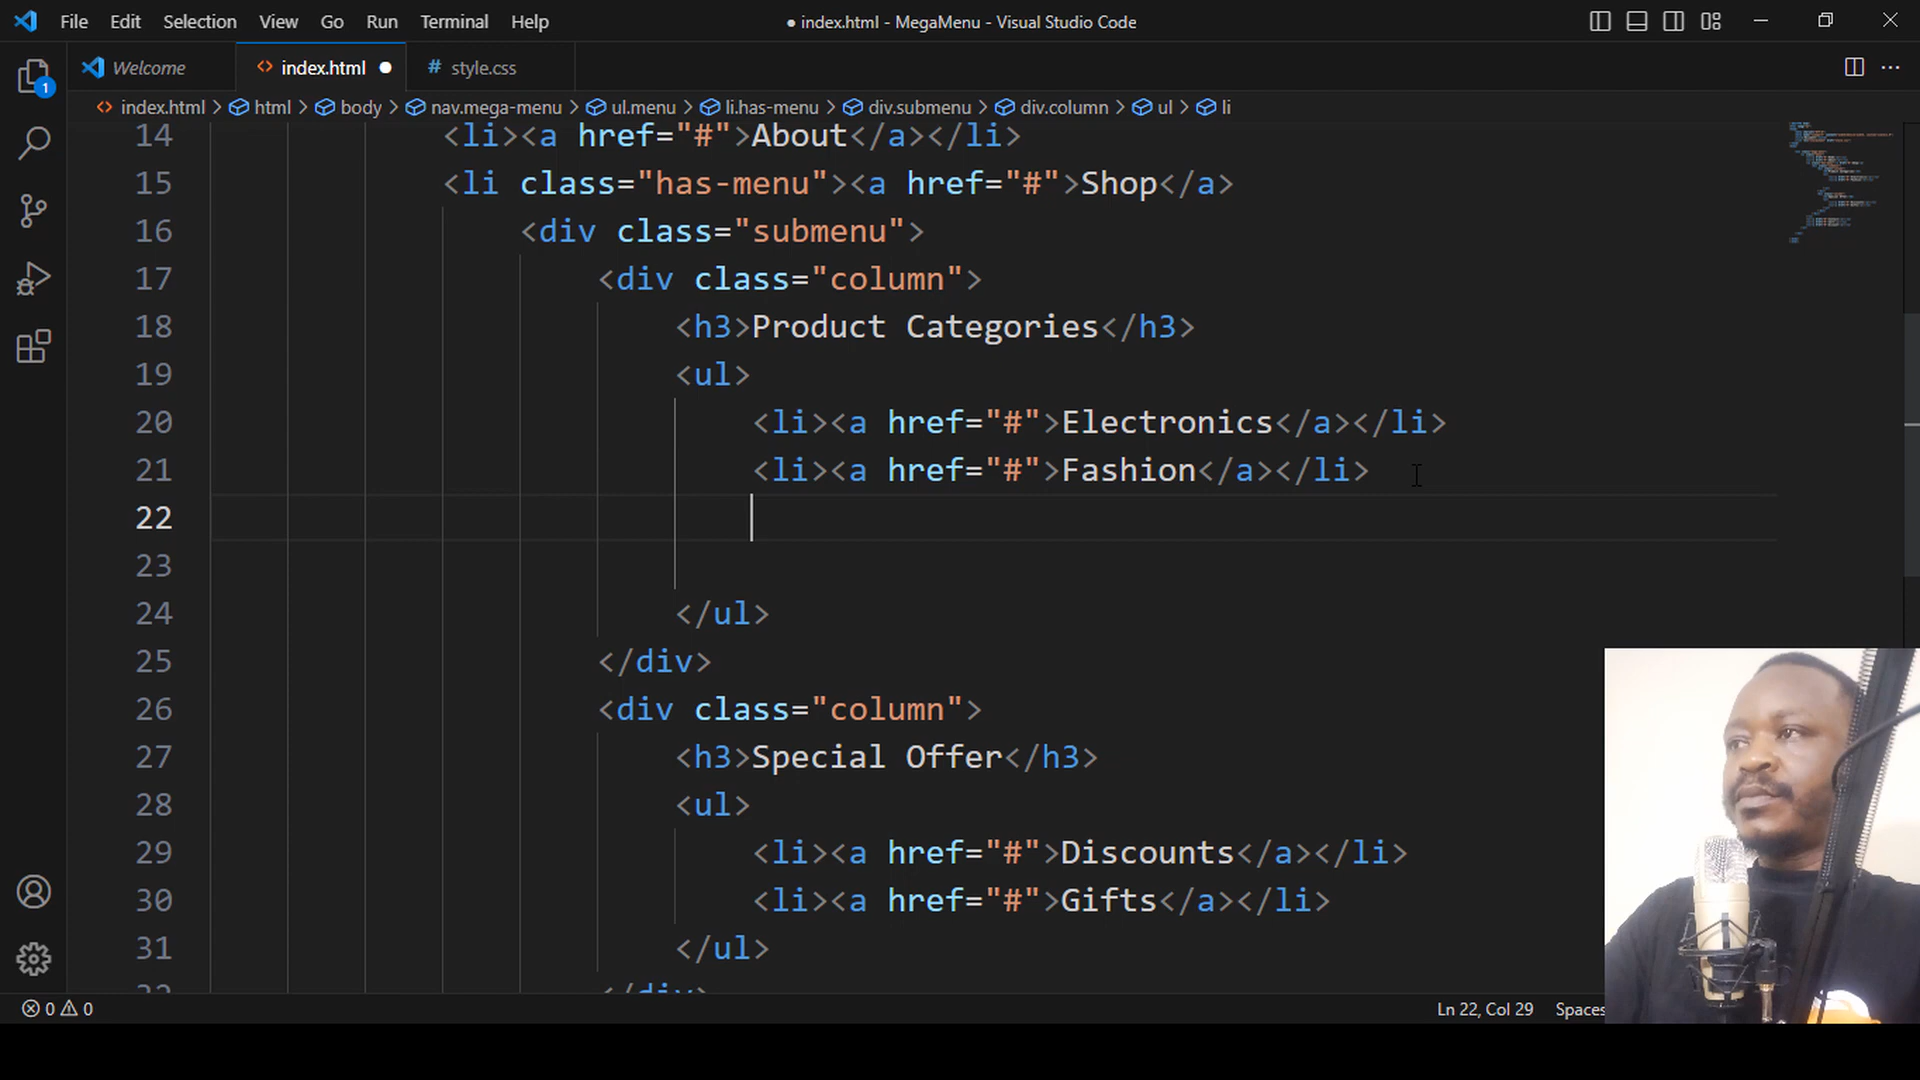 File Edit Selection View Go Run Terminal Help
● index.html - MegaMenu - Visual Studio Code
Welcome
<> index.html ●
# style.css
<> index.html > html > body > nav.mega-menu > ul.menu > li.has-menu > div.submenu > div.column > ul > li
1
14 <li><a href="#">About</a></li>
15 <li class="has-menu"><a href="#">Shop</a>
16 <div class="submenu">
17 <div class="column">
18 <h3>Product Categories</h3>
19 <ul>
20 <li><a href="#">Electronics</a></li>
21 <li><a href="#">Fashion</a></li>
22
23
24 </ul>
25 </div>
26 <div class="column">
27 <h3>Special Offer</h3>
28 <ul>
29 <li><a href="#">Discounts</a></li>
30 <li><a href="#">Gifts</a></li>
31 </ul>
32 </div>
0 0
Ln 22, Col 29 Spaces